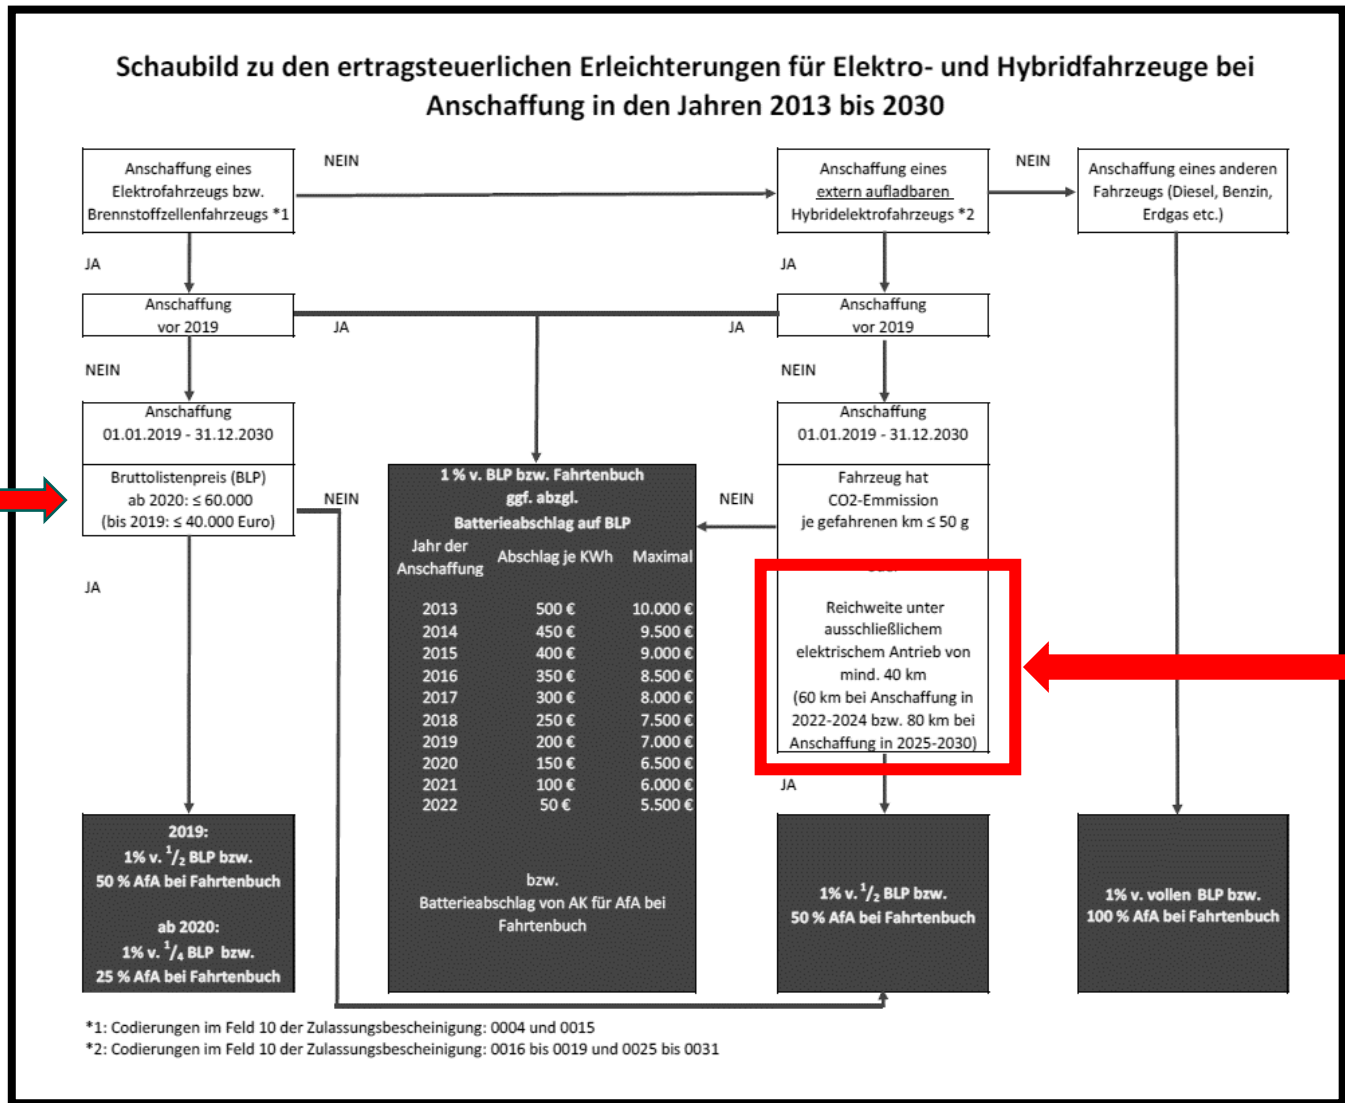 Schaubild zu den ertragsteuerlichen Erleichterungen für Elektro- und Hybridfahrzeuge bei
Anschaffung in den Jahren 2013 bis 2030
Anschaffung eines
Elektrofahrzeugs bzw.
Brennstoffzellenfahrzeugs *1
NEIN
Anschaffung eines
extern aufladbaren
Hybridelektrofahrzeugs *2
NEIN
Anschaffung eines anderen
Fahrzeugs (Diesel, Benzin,
Erdgas etc.)
JA
JA
Anschaffung
vor 2019
JA
JA
Anschaffung
vor 2019
NEIN
NEIN
Anschaffung
01.01.2019 - 31.12.2030
Bruttolistenpreis (BLP)
ab 2020: ≤ 60.000
(bis 2019: ≤ 40.000 Euro)
NEIN
JA
1 % v. BLP bzw. Fahrtenbuch
ggf. abzgl.
Batterieabschlag auf BLP
Jahr der Anschaffung Abschlag je KWh Maximal
2013 500 € 10.000 €
2014 450 € 9.500 €
2015 400 € 9.000 €
2016 350 € 8.500 €
2017 300 € 8.000 €
2018 250 € 7.500 €
2019 200 € 7.000 €
2020 150 € 6.500 €
2021 100 € 6.000 €
2022 50 € 5.500 €
bzw.
Batterieabschlag von AK für AfA bei
Fahrtenbuch
NEIN
Anschaffung
01.01.2019 - 31.12.2030
Fahrzeug hat
CO2-Emmission
je gefahrenen km ≤ 50 g
Reichweite unter
ausschließlichem
elektrischem Antrieb von
mind. 40 km
(60 km bei Anschaffung in
2022-2024 bzw. 80 km bei
Anschaffung in 2025-2030)
JA
2019:
1% v. 1/2 BLP bzw.
50 % AfA bei Fahrtenbuch
ab 2020:
1% v. 1/4 BLP bzw.
25 % AfA bei Fahrtenbuch
1% v. 1/2 BLP bzw.
50 % AfA bei Fahrtenbuch
1% v. vollen BLP bzw.
100 % AfA bei Fahrtenbuch
*1: Codierungen im Feld 10 der Zulassungsbescheinigung: 0004 und 0015
*2: Codierungen im Feld 10 der Zulassungsbescheinigung: 0016 bis 0019 und 0025 bis 0031